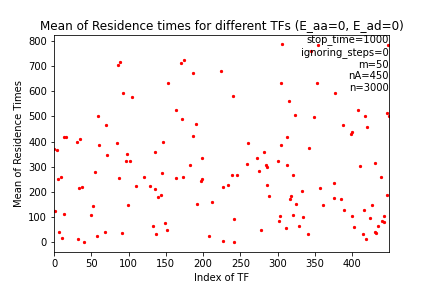 Mean of Residence times for different TFs (E_aa=0, E_ad=0)
stop_time=1000
ignoring_steps=0
m=50
nA=450
n=3000
Mean of Residence Times
800
700
600
500
400
300
200
100
0
0 50 100 150 200 250 300 350 400
Index of TF